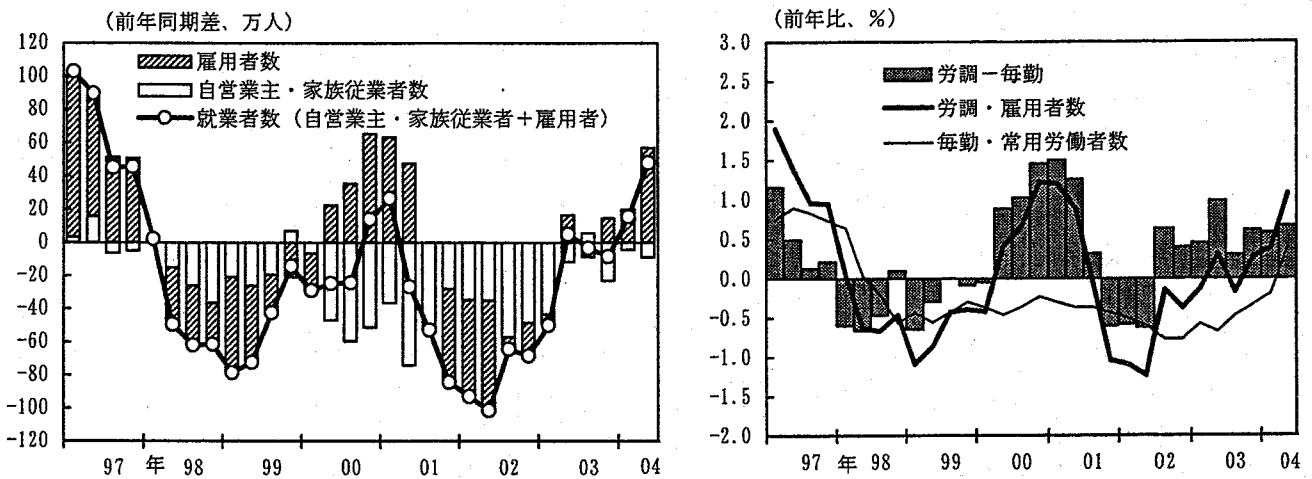 (前年同期差、万人)
120
100
80
60
40
20
0
-20
-40
-60
-80
-100
-120
雇用者数
自営業主・家族従業者数
就業者数(自営業主・家族従業者+雇用者)
97 年 98 99 00 01 02 03 04
(前年比、%)
3.0
2.5
2.0
1.5
1.0
0.5
0.0
-0.5
-1.0
-1.5
-2.0
労調-毎勤
労調・雇用者数
毎勤・常用労働者数
97 年 98 99 00 01 02 03 04